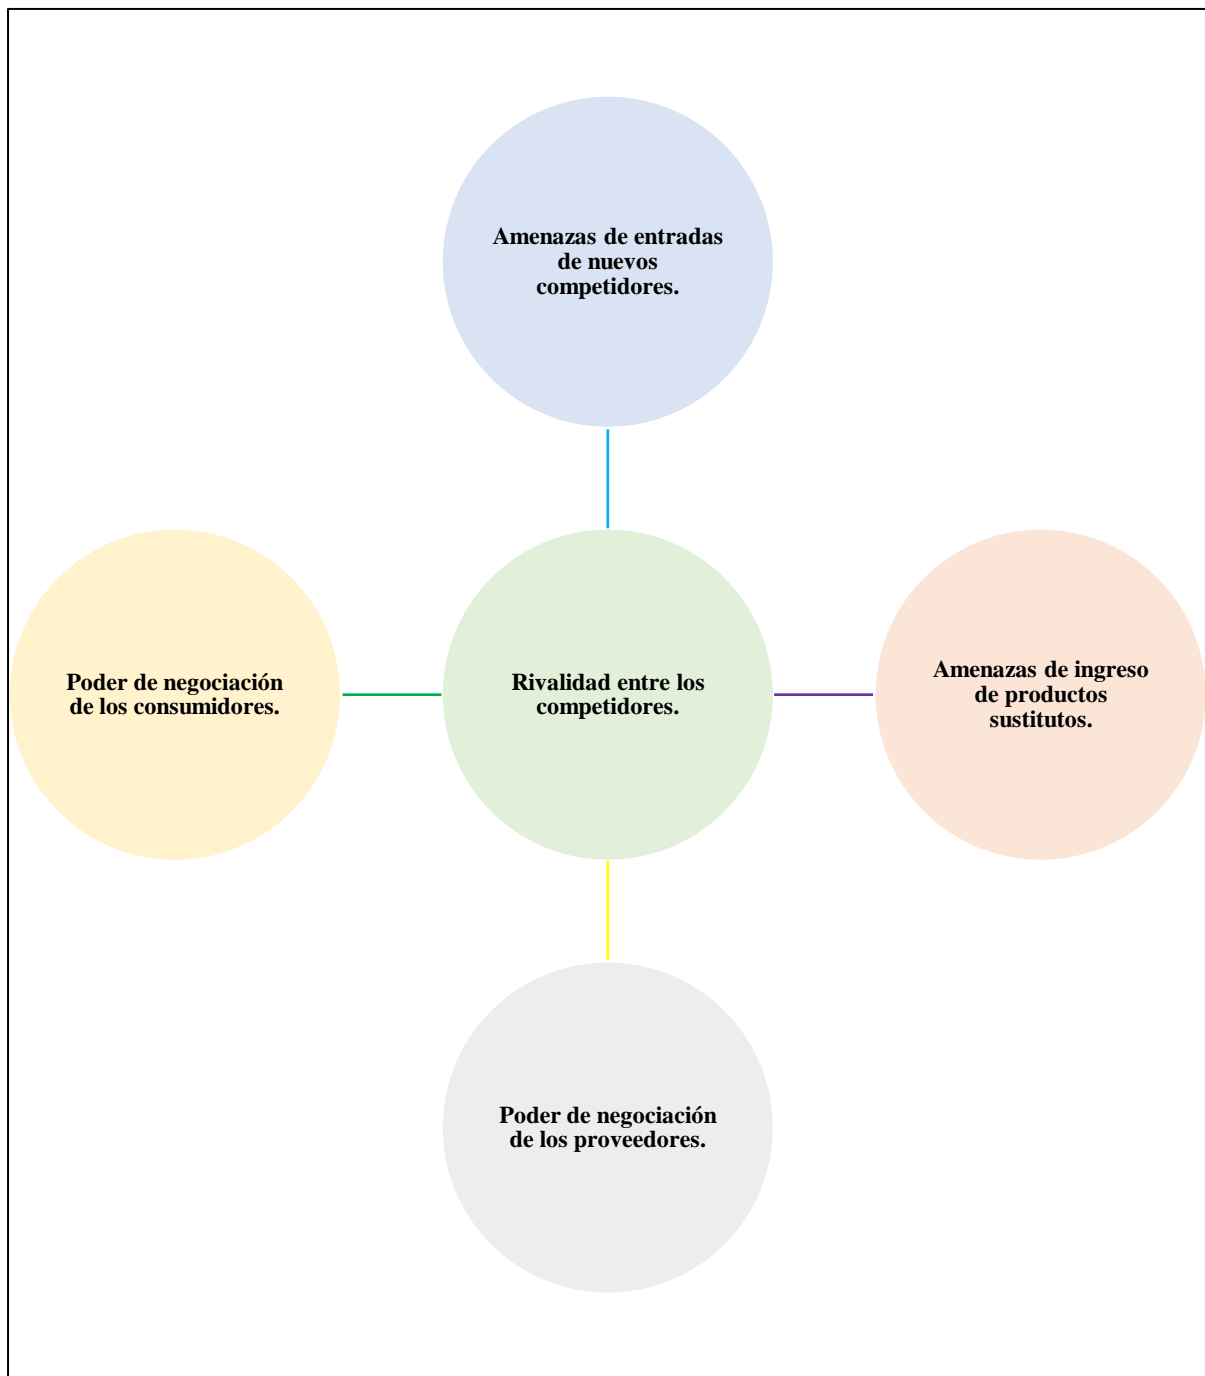 Amenazas de entradas
de nuevos
competidores.
Poder de negociación
de los consumidores.
Rivalidad entre los
competidores.
Amenazas de ingreso
de productos
sustitutos.
Poder de negociación
de los proveedores.